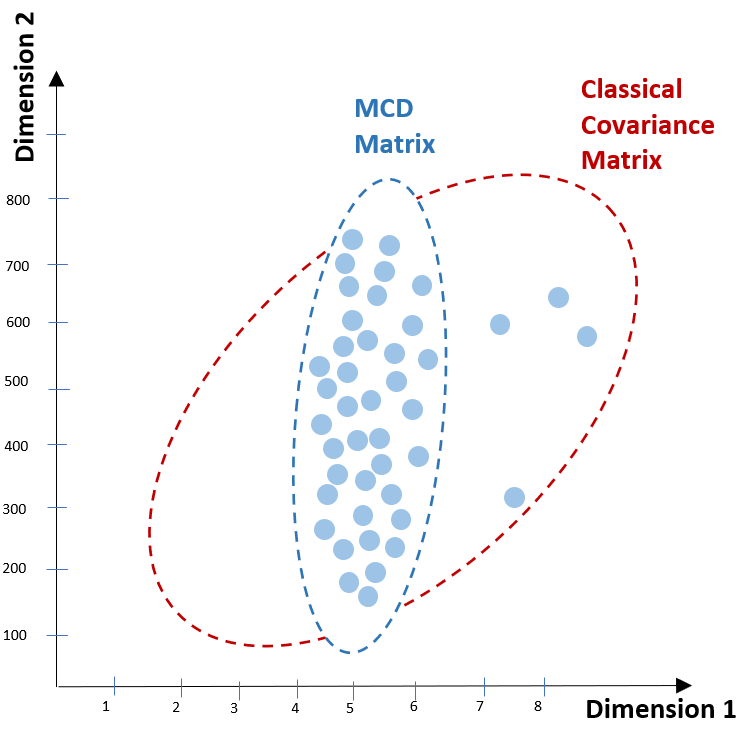 Dimension 2
MCD
Matrix
Classical
Covariance
Matrix
800
700
600
500
400
300
200
100
1 2 3 4 5 6 7 8
Dimension 1